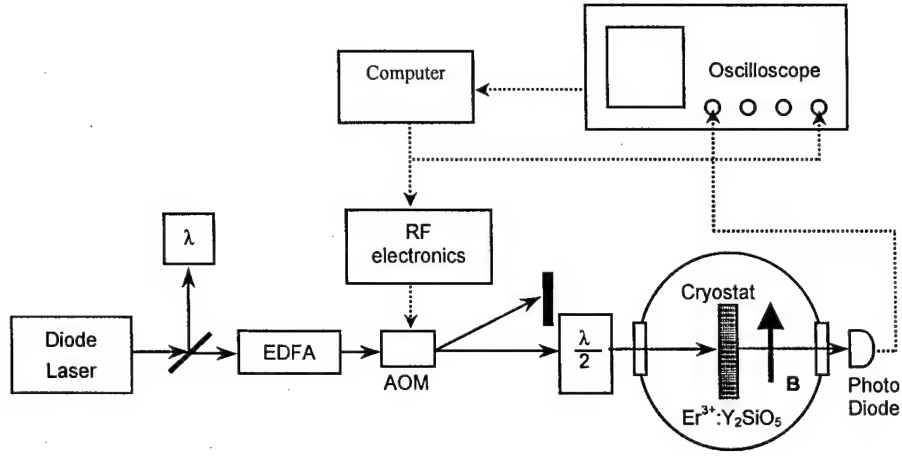 Computer
Oscilloscope
λ
RF
electronics
Cryostat
Diode
Laser
EDFA
AOM
λ
2
B
Er³⁺:Y₂SiO₅
Photo
Diode